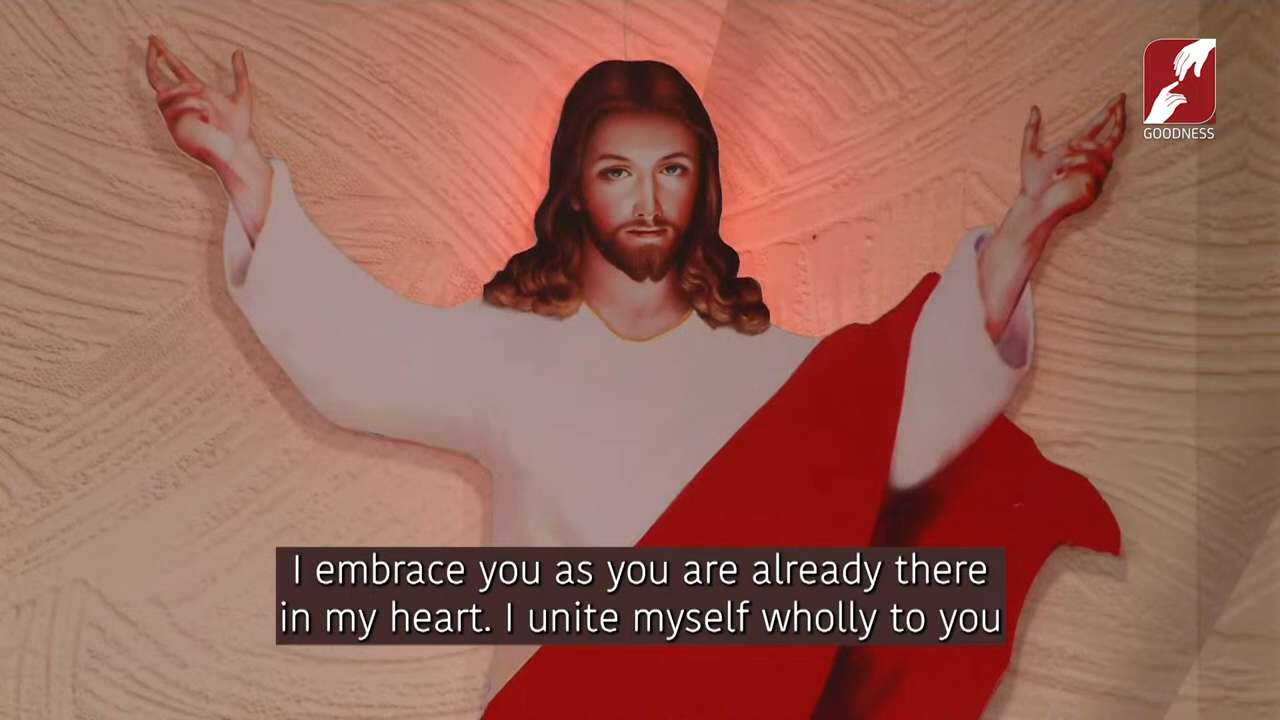 GOODNESS
I embrace you as you are already there
in my heart. I unite myself wholly to you